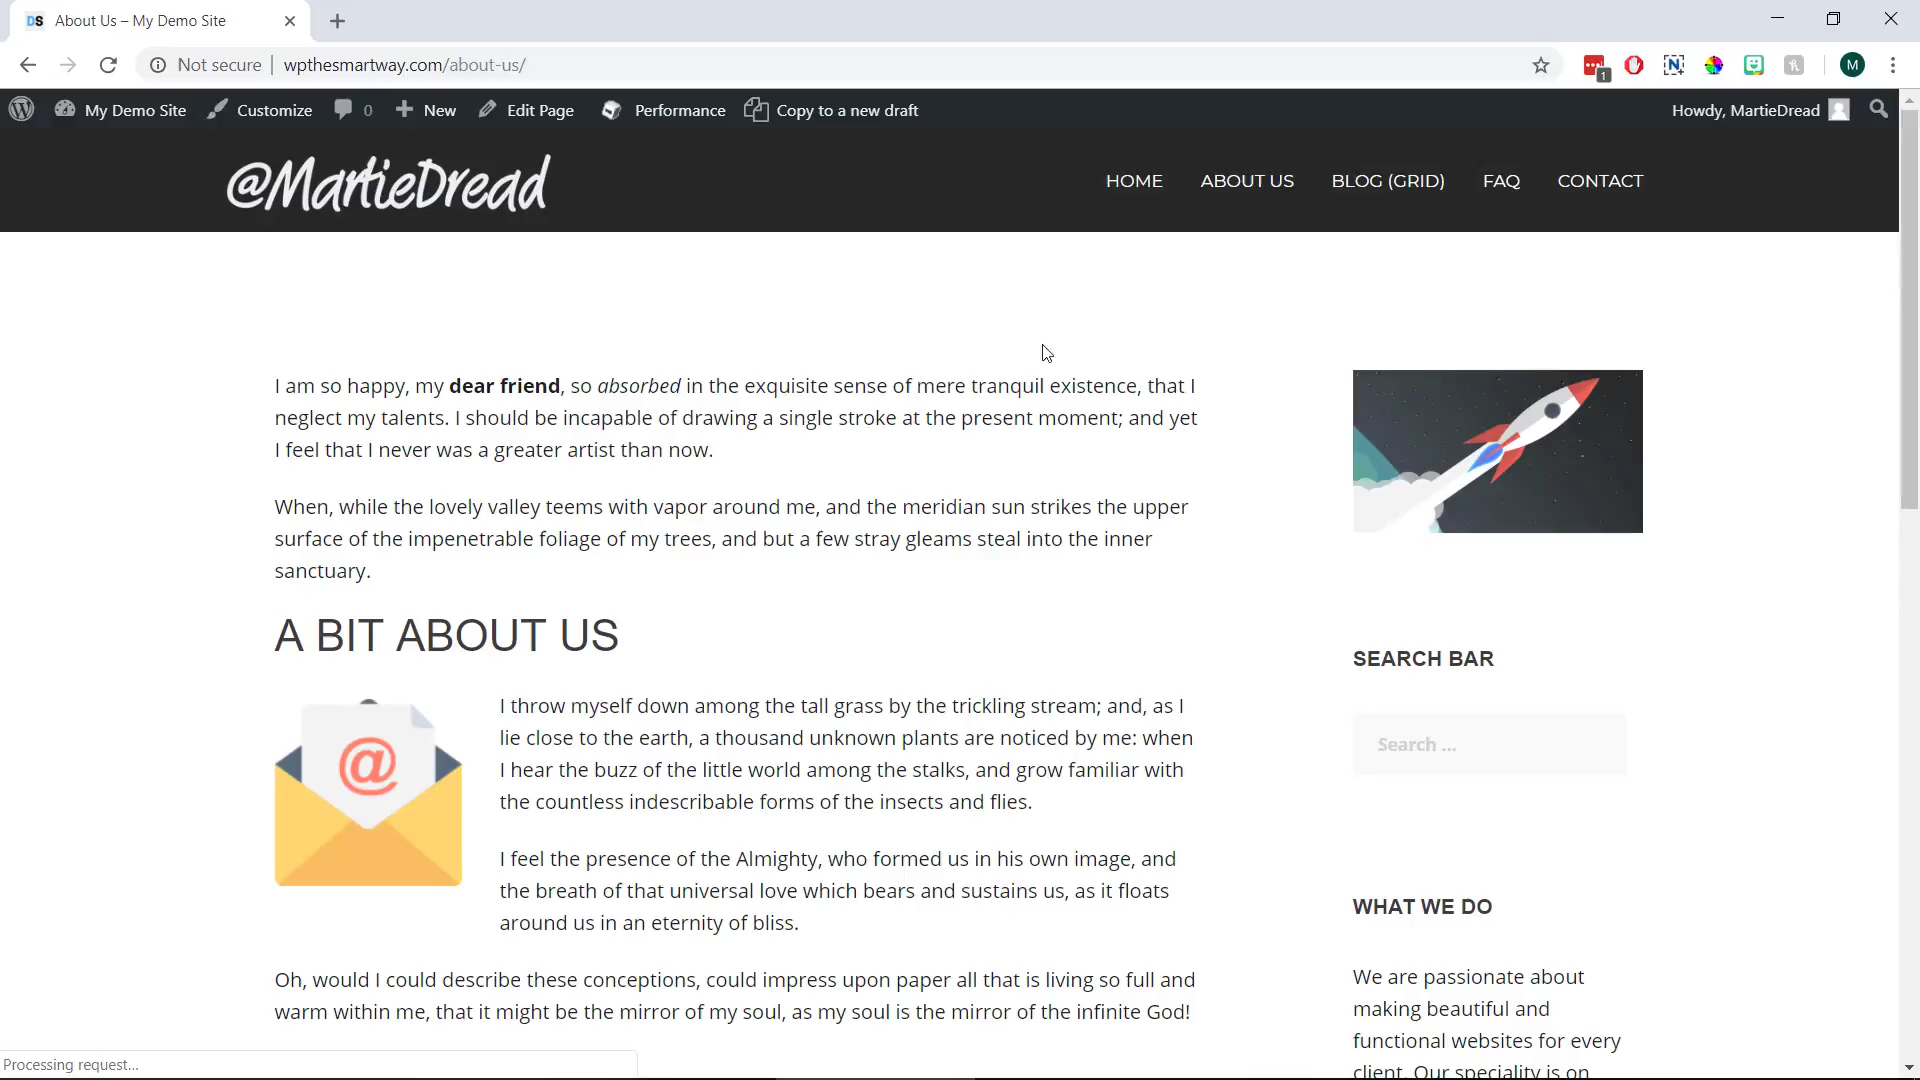 DS About Us – My Demo Site
Not secure wpthesmartway.com/about-us/
1
M
My Demo Site Customize 0 New Edit Page Performance Copy to a new draft Howdy, MartieDread
@MartieDread
HOME ABOUT US BLOG (GRID) FAQ CONTACT
I am so happy, my dear friend, so absorbed in the exquisite sense of mere tranquil existence, that I
neglect my talents. I should be incapable of drawing a single stroke at the present moment; and yet
I feel that I never was a greater artist than now.
When, while the lovely valley teems with vapor around me, and the meridian sun strikes the upper
surface of the impenetrable foliage of my trees, and but a few stray gleams steal into the inner
sanctuary.
A BIT ABOUT US
@
I throw myself down among the tall grass by the trickling stream; and, as I
lie close to the earth, a thousand unknown plants are noticed by me: when
I hear the buzz of the little world among the stalks, and grow familiar with
the countless indescribable forms of the insects and flies.
I feel the presence of the Almighty, who formed us in his own image, and
the breath of that universal love which bears and sustains us, as it floats
around us in an eternity of bliss.
Oh, would I could describe these conceptions, could impress upon paper all that is living so full and
warm within me, that it might be the mirror of my soul, as my soul is the mirror of the infinite God!
SEARCH BAR
Search ...
WHAT WE DO
We are passionate about
making beautiful and
functional websites for every
client. Our speciality is on
Processing request...